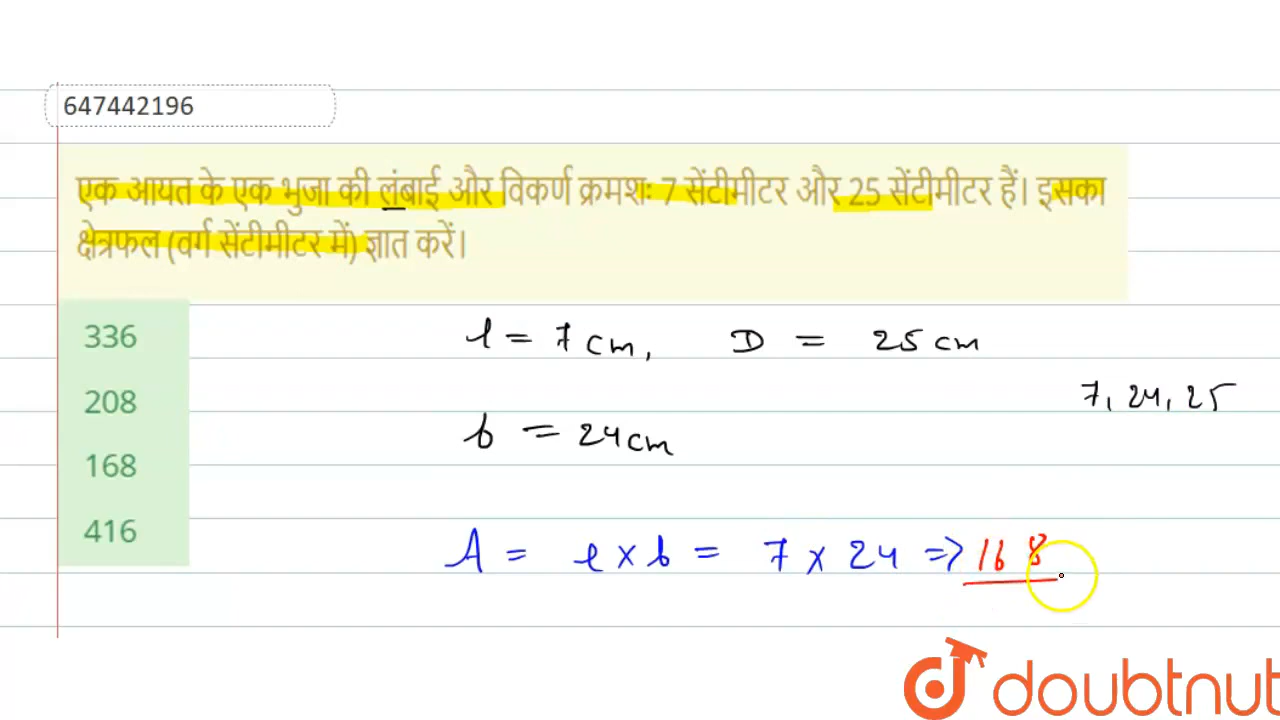 647442196
एक आयत के एक भुजा की लंबाई और विकर्ण क्रमशः 7 सेंटीमीटर और 25 सेंटीमीटर हैं। इसका
क्षेत्रफल (वर्ग सेंटीमीटर में) ज्ञात करें।
336
208
168
416
l = 7 cm, D = 25 cm
7, 24, 25
b = 24 cm
A = l × b = 7 × 24 => 168
doubtnut